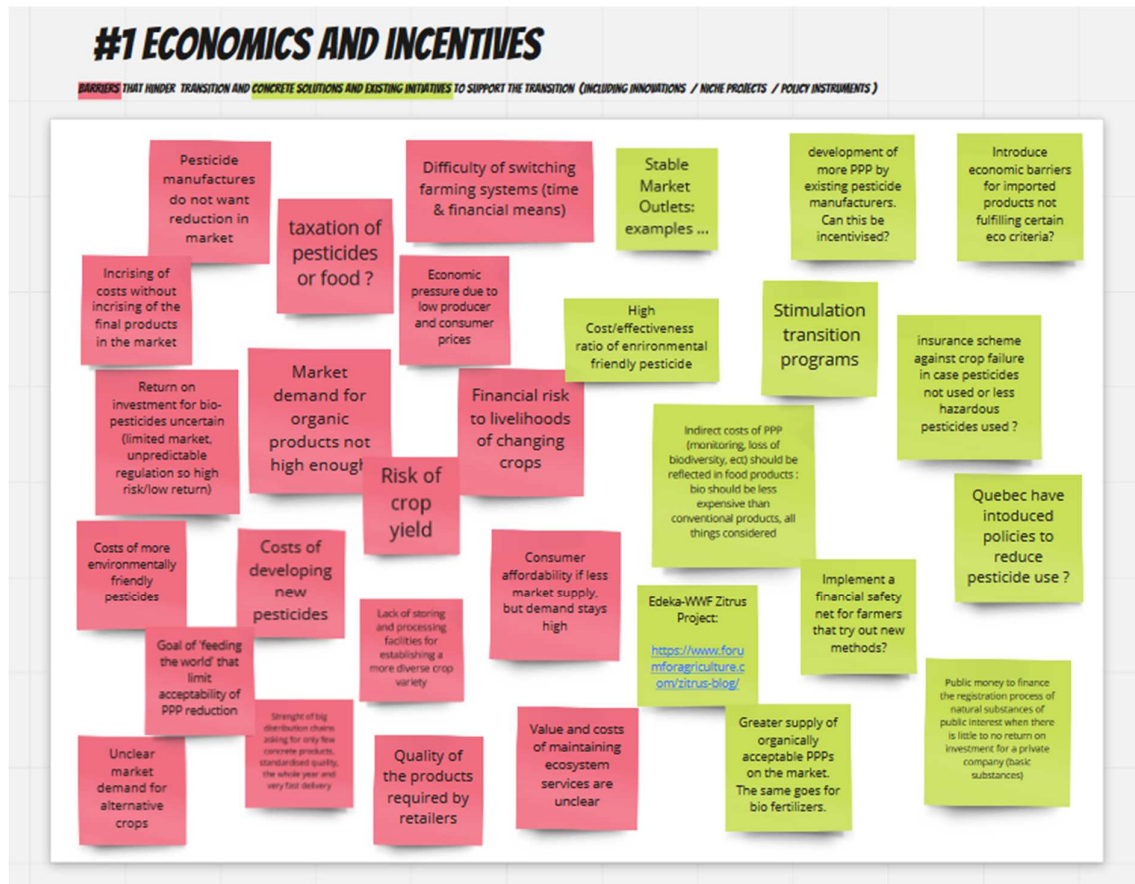 #1 ECONOMICS AND INCENTIVES
BARRIERS THAT HINDER TRANSITION AND CONCRETE SOLUTIONS AND EXISTING INITIATIVES TO SUPPORT THE TRANSITION (INCLUDING INNOVATIONS / NICHE PROJECTS / POLICY INSTRUMENTS)
Pesticide
manufactures
do not want
reduction in
market
taxation of
pesticides
or food ?
Difficulty of switching
farming systems (time
& financial means)
Stable
Market
Outlets:
examples ...
development of
more PPP by
existing pesticide
manufacturers.
Can this be
incentivised?
Introduce
economic barriers
for imported
products not
fulfilling certain
eco criteria?
Incrising of
costs without
incrising of the
final products
in the market
Economic
pressure due to
low producer
and consumer
prices
High
Cost/effectiveness
ratio of enrironmental
friendly pesticide
Stimulation
transition
programs
insurance scheme
against crop failure
in case pesticides
not used or less
hazardous
pesticides used ?
Return on
investment for bio-
pesticides uncertain
(limited market,
unpredictable
regulation so high
risk/low return)
Market
demand for
organic
products not
high enough
Financial risk
to livelihoods
of changing
crops
Risk of
crop
yield
Indirect costs of PPP
(monitoring, loss of
biodiversity, ect) should be
reflected in food products :
bio should be less
expensive than
conventional products, all
things considered
Quebec have
intoduced
policies to
reduce
pesticide use ?
Costs of more
environmentally
friendly
pesticides
Costs of
developing
new
pesticides
Consumer
affordability if less
market supply,
but demand stays
high
Edeka-WWF Zitrus
Project:
https://www.foru
mforagriculture.c
om/zitrus-blog/
Implement a
financial safety
net for farmers
that try out new
methods?
Goal of 'feeding
the world' that
limit
acceptability of
PPP reduction
Lack of storing
and processing
facilities for
establishing a
more diverse crop
variety
Public money to finance
the registration process of
natural substances of
public interest when there
is little to no return on
investment for a private
company (basic
substances)
Unclear
market
demand for
alternative
crops
Strenght of big
distribution chains
asking for only few
concrete products,
standardised quality,
the whole year and
very fast delivery
Quality of
the products
required by
retailers
Value and costs
of maintaining
ecosystem
services are
unclear
Greater supply of
organically
acceptable PPPs
on the market.
The same goes for
bio fertilizers.